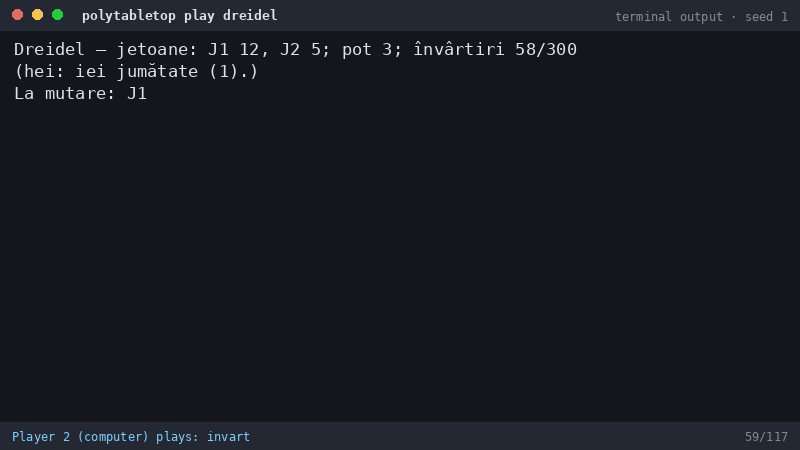 polytabletop play dreidel
terminal output · seed 1
Dreidel — jetoane: J1 12, J2 5; pot 3; învârtiri 58/300
(hei: iei jumătate (1).)
La mutare: J1
Player 2 (computer) plays: invart
59/117